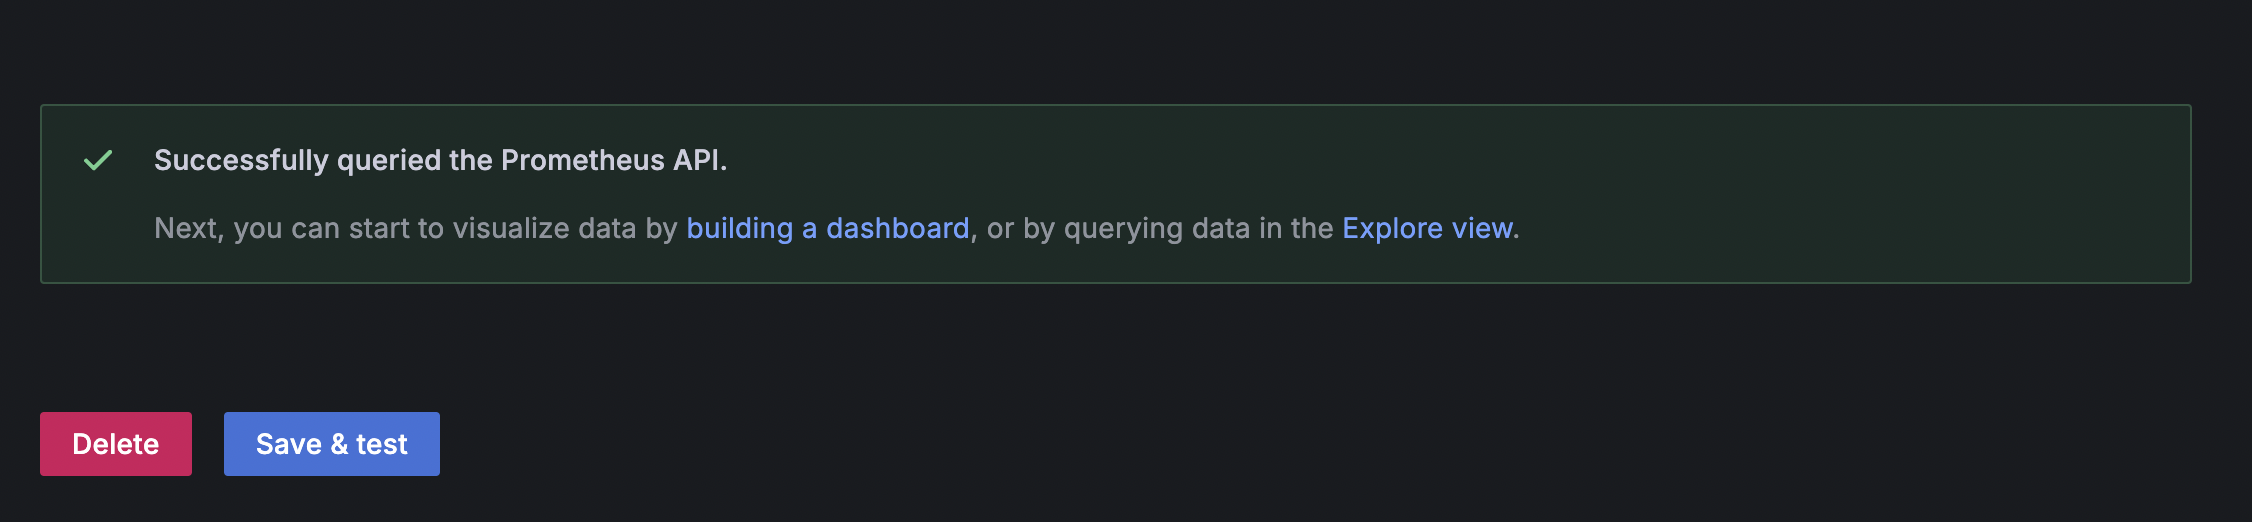 Successfully queried the Prometheus API.
Next, you can start to visualize data by building a dashboard, or by querying data in the Explore view.
Delete
Save & test